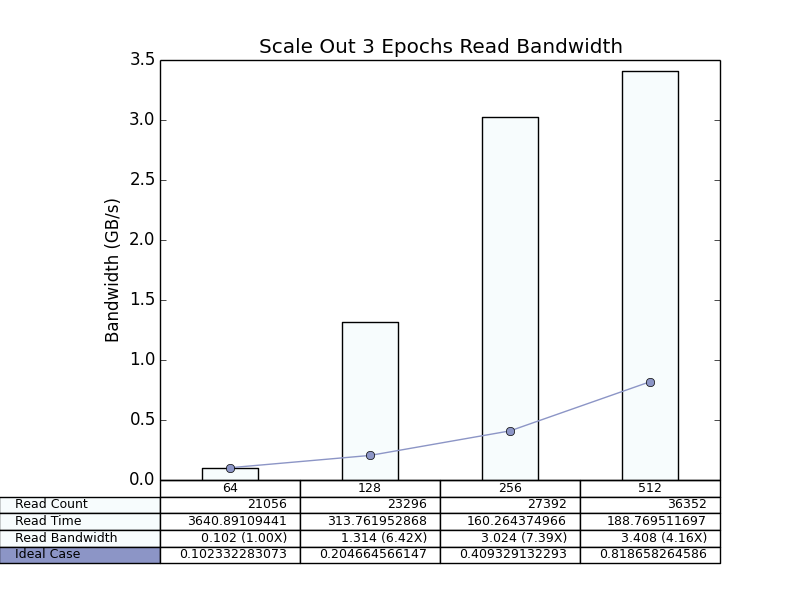 Scale Out 3 Epochs Read Bandwidth
3.5
3.0
2.5
2.0
1.5
1.0
0.5
0.0
Bandwidth (GB/s)
64 128 256 512
Read Count 21056 23296 27392 36352
Read Time 3640.89109441 313.761952868 160.264374966 188.769511697
Read Bandwidth 0.102 (1.00X) 1.314 (6.42X) 3.024 (7.39X) 3.408 (4.16X)
Ideal Case 0.102332283073 0.204664566147 0.409329132293 0.818658264586